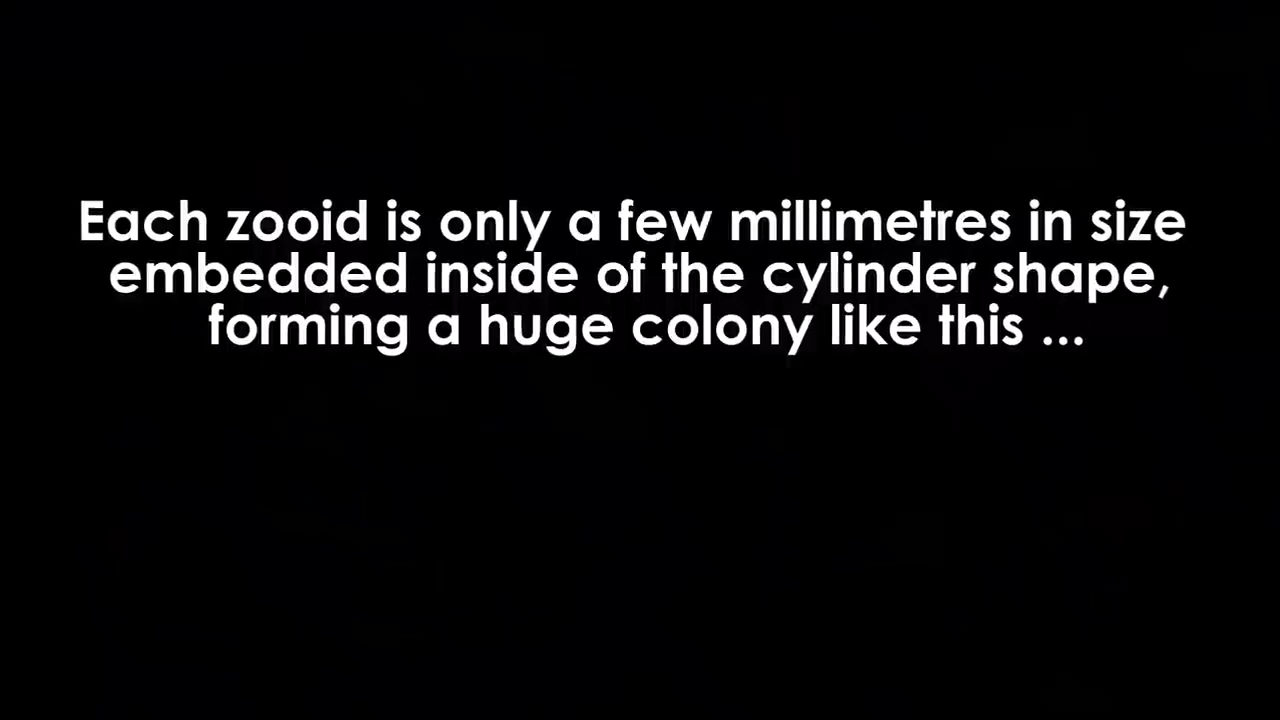 Each zooid is only a few millimetres in size
embedded inside of the cylinder shape,
forming a huge colony like this ...